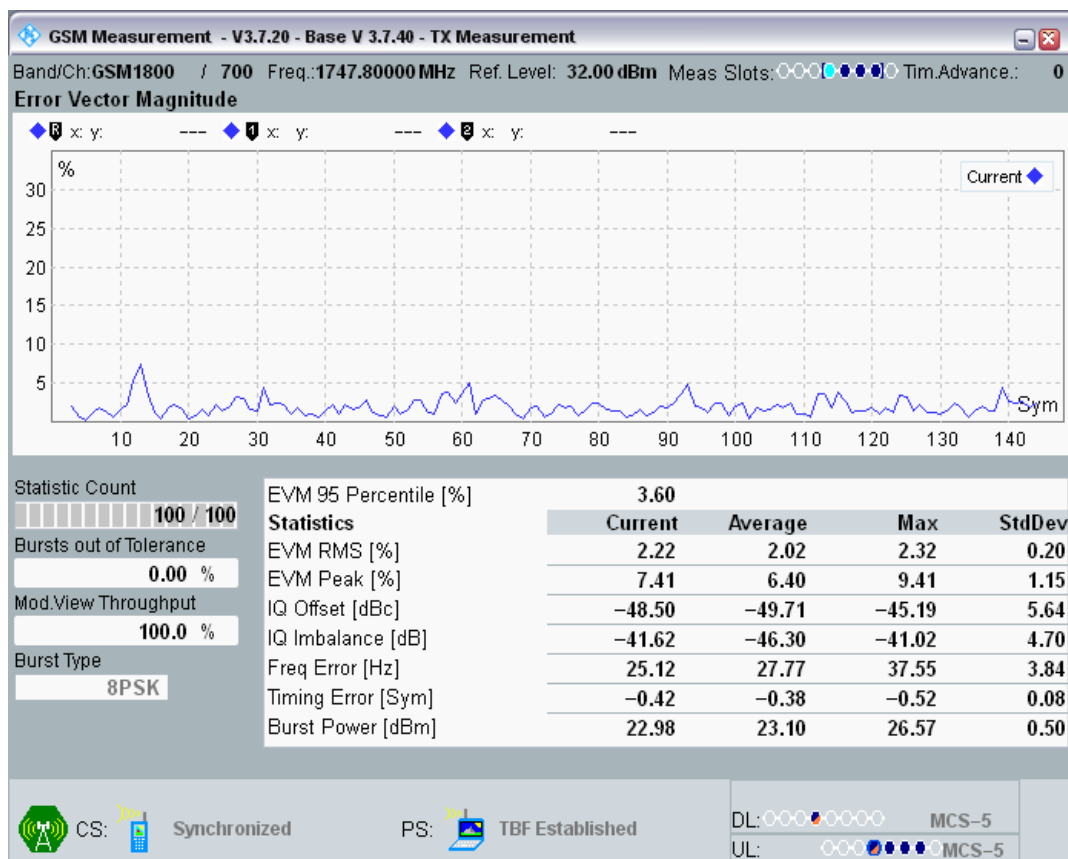 GSM Measurement - V3.7.20 - Base V 3.7.40 - TX Measurement
Band/Ch:GSM1800 / 700 Freq.:1747.80000 MHz Ref. Level: 32.00 dBm Meas Slots: Tim.Advance.: 0
Error Vector Magnitude
R x: y: --- 1 x: y: --- 2 x: y: ---
%
Current
30
25
20
15
10
5
Sym
10 20 30 40 50 60 70 80 90 100 110 120 130 140
Statistic Count
100 / 100
Bursts out of Tolerance
0.00 %
Mod.View Throughput
100.0 %
Burst Type
8PSK
EVM 95 Percentile [%] 3.60
Statistics Current Average Max StdDev
EVM RMS [%] 2.22 2.02 2.32 0.20
EVM Peak [%] 7.41 6.40 9.41 1.15
IQ Offset [dBc] −48.50 −49.71 −45.19 5.64
IQ Imbalance [dB] −41.62 −46.30 −41.02 4.70
Freq Error [Hz] 25.12 27.77 37.55 3.84
Timing Error [Sym] −0.42 −0.38 −0.52 0.08
Burst Power [dBm] 22.98 23.10 26.57 0.50
CS: Synchronized PS: TBF Established
DL: MCS−5
UL: MCS−5